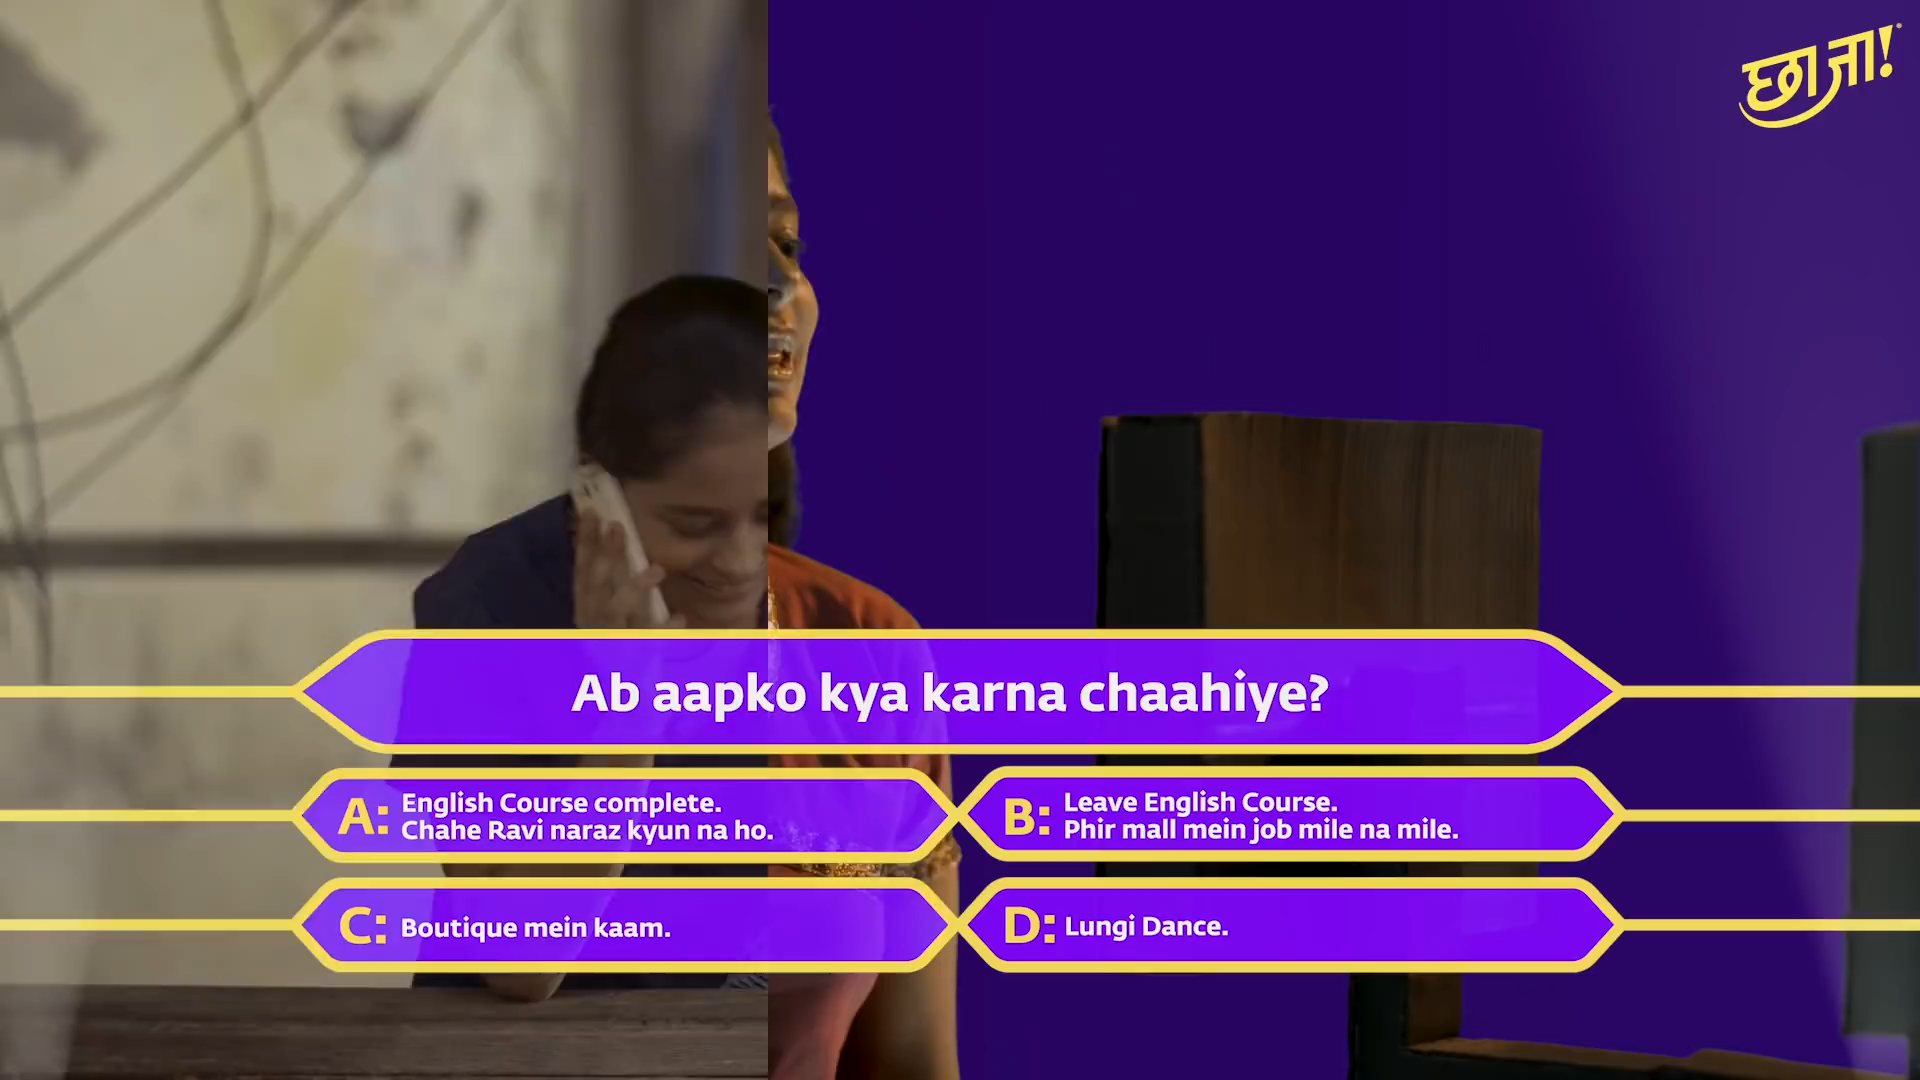 छा जा!
Ab aapko kya karna chaahiye?
A: English Course complete.
Chahe Ravi naraz kyun na ho.
B: Leave English Course.
Phir mall mein job mile na mile.
C: Boutique mein kaam.
D: Lungi Dance.